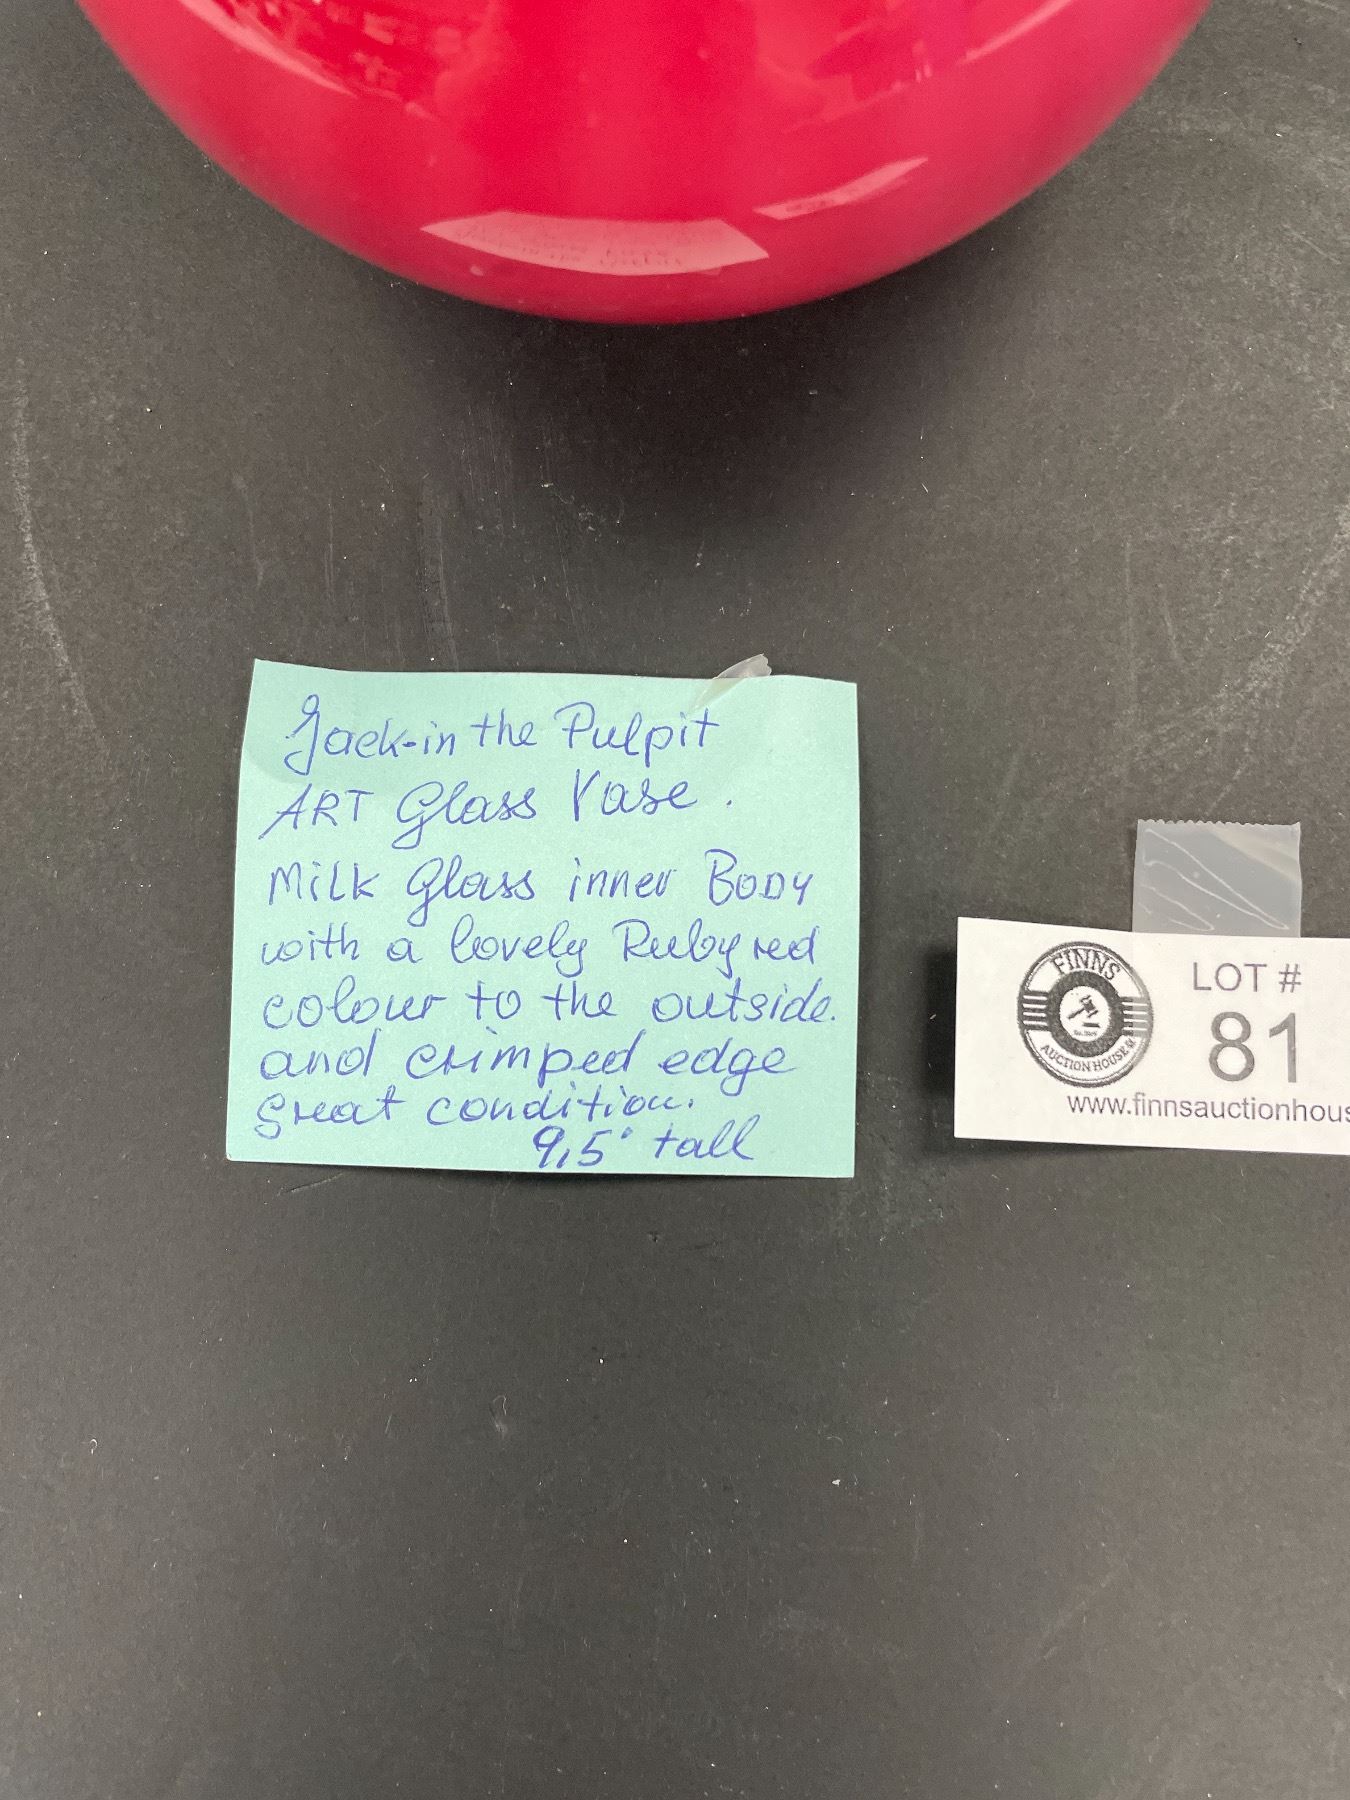 Jack-in the Pulpit
ART Glass Vase.
Milk Glass inner BODY
with a lovely Ruby red
colour to the outside.
and crimped edge
great condition.
9,5" tall
FINNS
AUCTION HOUSE
LOT #
81
www.finnsauctionhous